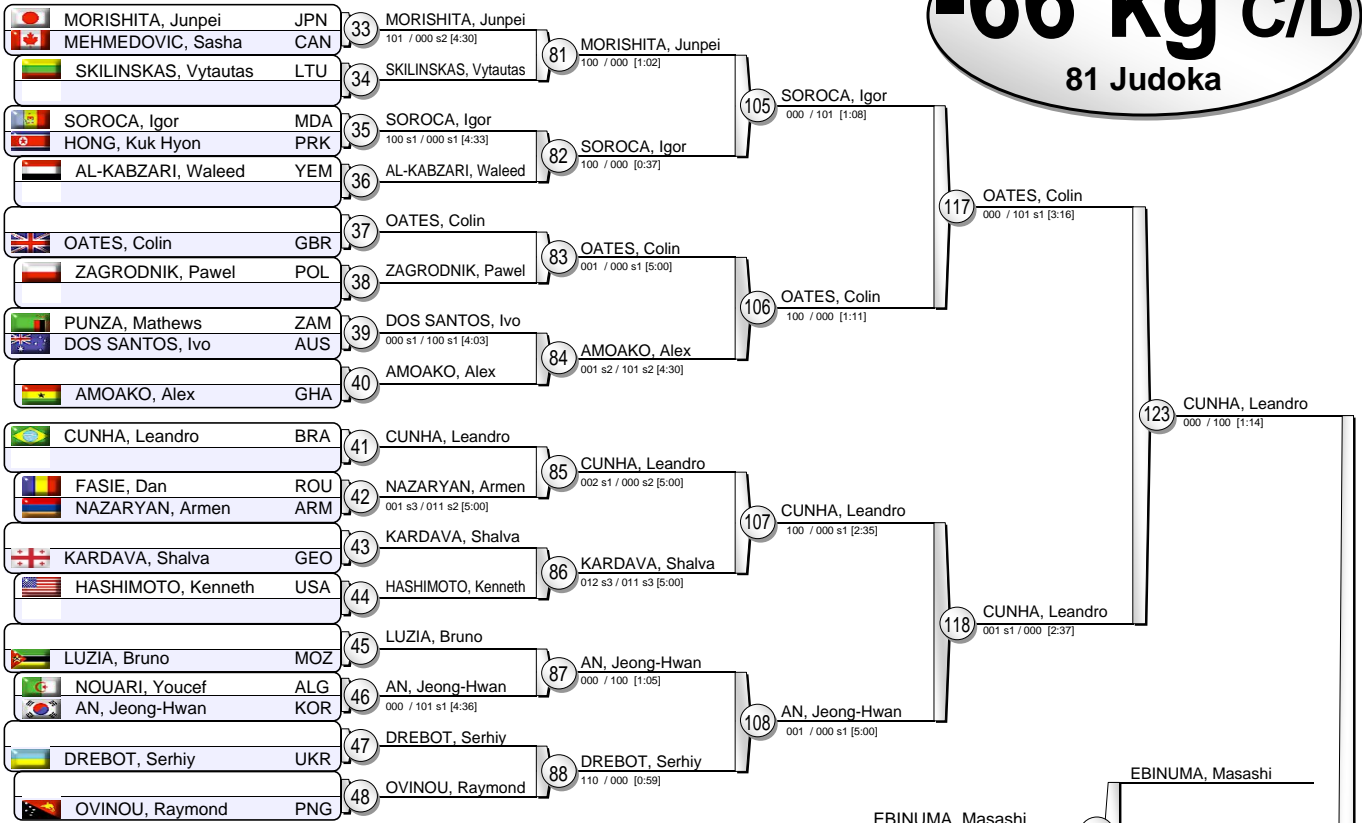 -66 kg C/D
81 Judoka
MORISHITA, Junpei JPN
MEHMEDOVIC, Sasha CAN
SKILINSKAS, Vytautas LTU
SOROCA, Igor MDA
HONG, Kuk Hyon PRK
AL-KABZARI, Waleed YEM
OATES, Colin GBR
ZAGRODNIK, Pawel POL
PUNZA, Mathews ZAM
DOS SANTOS, Ivo AUS
AMOAKO, Alex GHA
CUNHA, Leandro BRA
FASIE, Dan ROU
NAZARYAN, Armen ARM
KARDAVA, Shalva GEO
HASHIMOTO, Kenneth USA
LUZIA, Bruno MOZ
NOUARI, Youcef ALG
AN, Jeong-Hwan KOR
DREBOT, Serhiy UKR
OVINOU, Raymond PNG
33 MORISHITA, Junpei
101 / 000 s2 [4:30]
34 SKILINSKAS, Vytautas
35 SOROCA, Igor
100 s1 / 000 s1 [4:33]
36 AL-KABZARI, Waleed
37 OATES, Colin
38 ZAGRODNIK, Pawel
39 DOS SANTOS, Ivo
000 s1 / 100 s1 [4:03]
40 AMOAKO, Alex
41 CUNHA, Leandro
42 NAZARYAN, Armen
001 s3 / 011 s2 [5:00]
43 KARDAVA, Shalva
44 HASHIMOTO, Kenneth
45 LUZIA, Bruno
46 AN, Jeong-Hwan
000 / 101 s1 [4:36]
47 DREBOT, Serhiy
48 OVINOU, Raymond
81 MORISHITA, Junpei
100 / 000 [1:02]
82 SOROCA, Igor
100 / 000 [0:37]
83 OATES, Colin
001 / 000 s1 [5:00]
84 AMOAKO, Alex
001 s2 / 101 s2 [4:30]
85 CUNHA, Leandro
002 s1 / 000 s2 [5:00]
86 KARDAVA, Shalva
012 s3 / 011 s3 [5:00]
87 AN, Jeong-Hwan
000 / 100 [1:05]
88 DREBOT, Serhiy
110 / 000 [0:59]
105 SOROCA, Igor
000 / 101 [1:08]
106 OATES, Colin
100 / 000 [1:11]
107 CUNHA, Leandro
100 / 000 s1 [2:35]
108 AN, Jeong-Hwan
001 / 000 s1 [5:00]
117 OATES, Colin
000 / 101 s1 [3:16]
118 CUNHA, Leandro
001 s1 / 000 [2:37]
123 CUNHA, Leandro
000 / 100 [1:14]
EBINUMA, Masashi
EBINUMA, Masashi